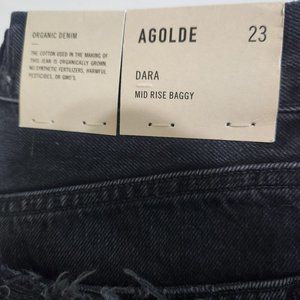 ORGANIC DENIM
THE COTTON USED IN THE MAKING OF
THIS JEAN IS ORGANICALLY GROWN.
NO SYNTHETIC FERTILIZERS, HARMFUL
PESTICIDES, OR GMO'S.
AGOLDE 23
DARA
MID RISE BAGGY